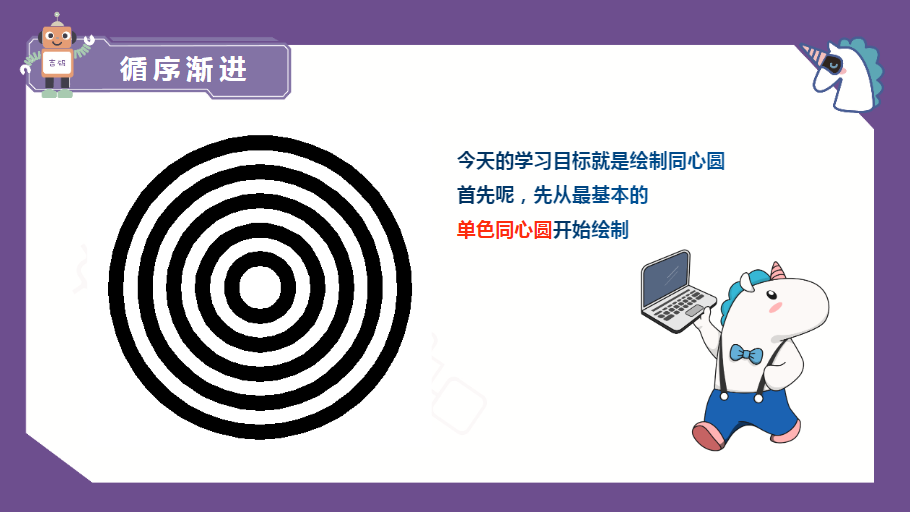 循序渐进
今天的学习目标就是绘制同心圆
首先呢，先从最基本的
单色同心圆开始绘制